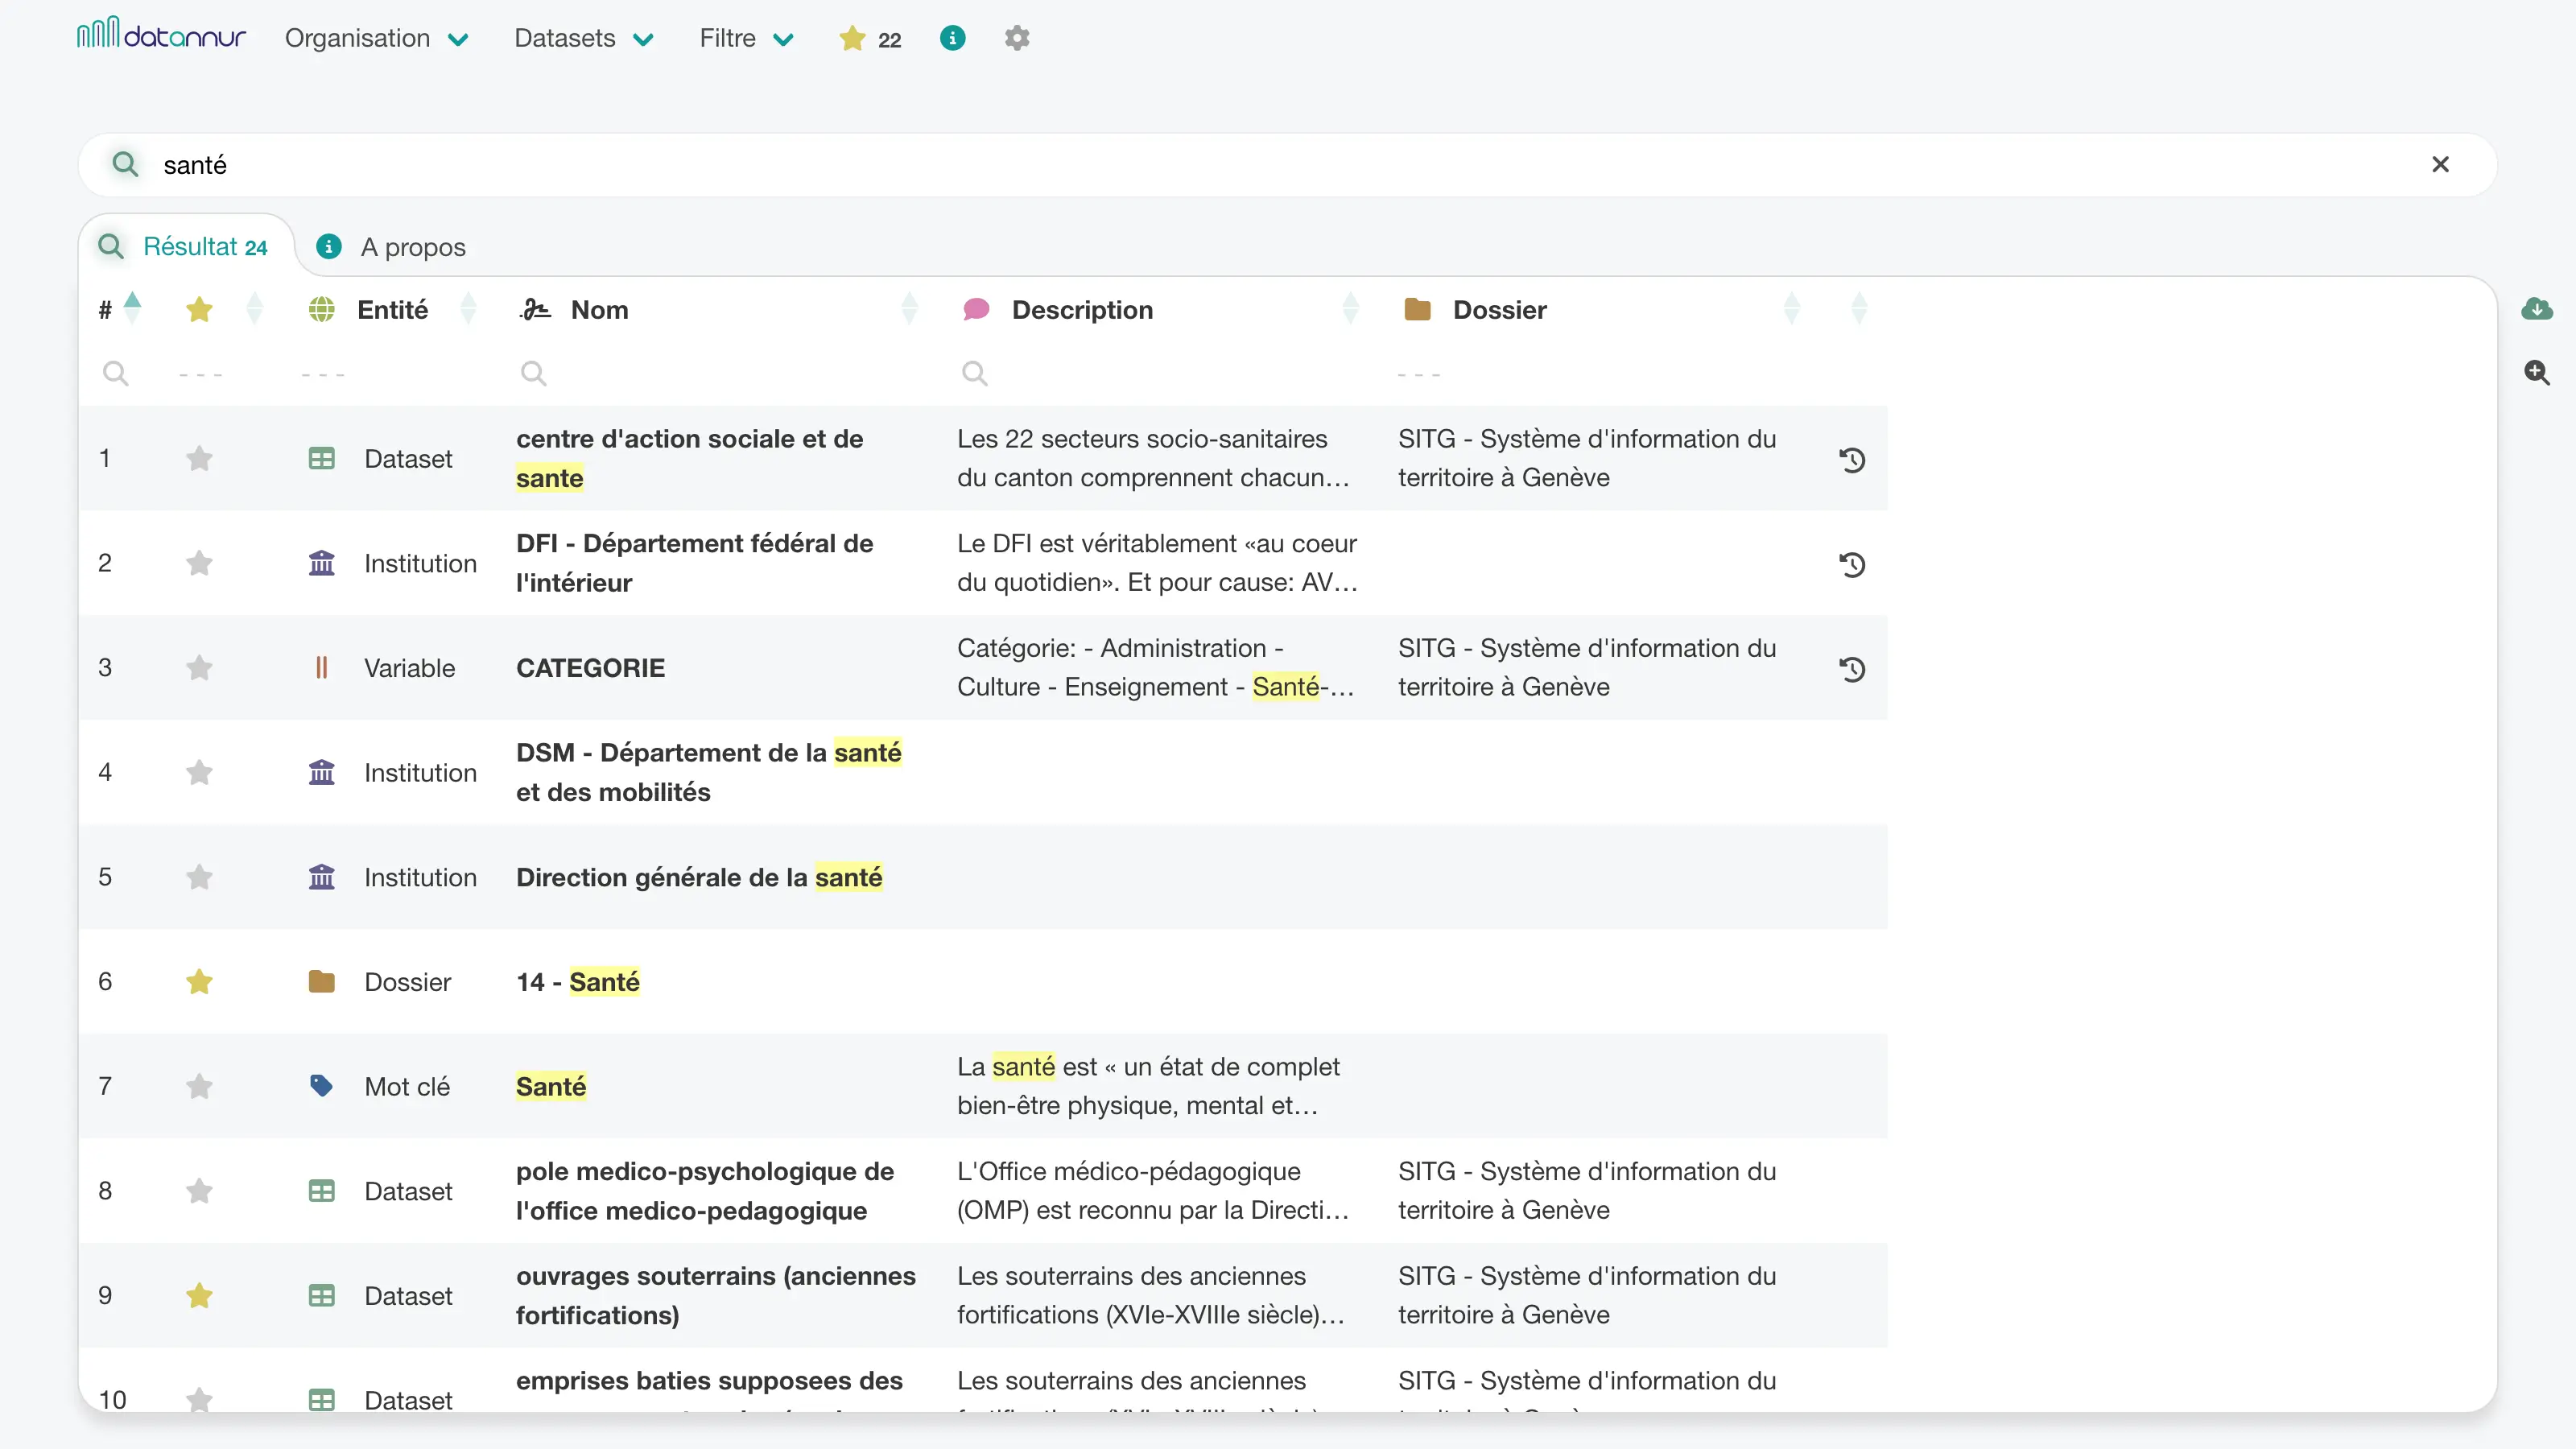 datannur Organisation Datasets Filtre 22
santé
Résultat 24 A propos
# Entité Nom Description Dossier
--- --- ---
1 Dataset centre d'action sociale et de sante Les 22 secteurs socio-sanitaires du canton comprennent chacun… SITG - Système d'information du territoire à Genève
2 Institution DFI - Département fédéral de l'intérieur Le DFI est véritablement «au coeur du quotidien». Et pour cause: AV…
3 Variable CATEGORIE Catégorie: - Administration - Culture - Enseignement - Santé-… SITG - Système d'information du territoire à Genève
4 Institution DSM - Département de la santé et des mobilités
5 Institution Direction générale de la santé
6 Dossier 14 - Santé
7 Mot clé Santé La santé est « un état de complet bien-être physique, mental et…
8 Dataset pole medico-psychologique de l'office medico-pedagogique L'Office médico-pédagogique (OMP) est reconnu par la Directi… SITG - Système d'information du territoire à Genève
9 Dataset ouvrages souterrains (anciennes fortifications) Les souterrains des anciennes fortifications (XVIe-XVIIIe siècle)… SITG - Système d'information du territoire à Genève
10 Dataset emprises baties supposees des Les souterrains des anciennes SITG - Système d'information du